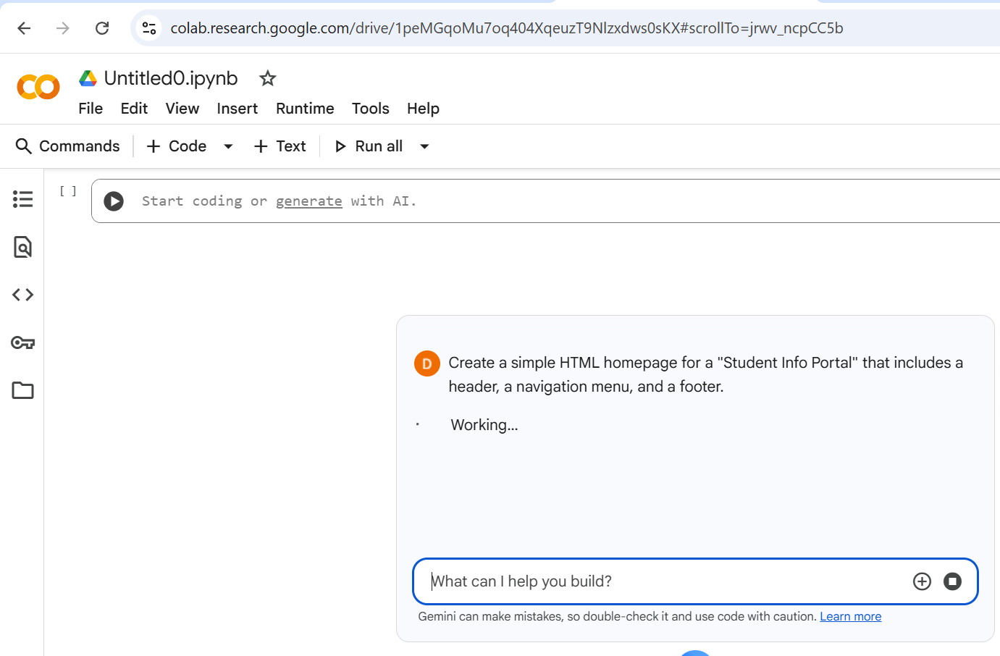 colab.research.google.com/drive/1peMGqoMu7oq404XqeuzT9Nlzxdws0sKX#scrollTo=jrwv_ncpCC5b
Untitled0.ipynb
File Edit View Insert Runtime Tools Help
Commands + Code + Text Run all
[ ] Start coding or generate with AI.
D Create a simple HTML homepage for a "Student Info Portal" that includes a
header, a navigation menu, and a footer.
Working...
What can I help you build?
Gemini can make mistakes, so double-check it and use code with caution. Learn more